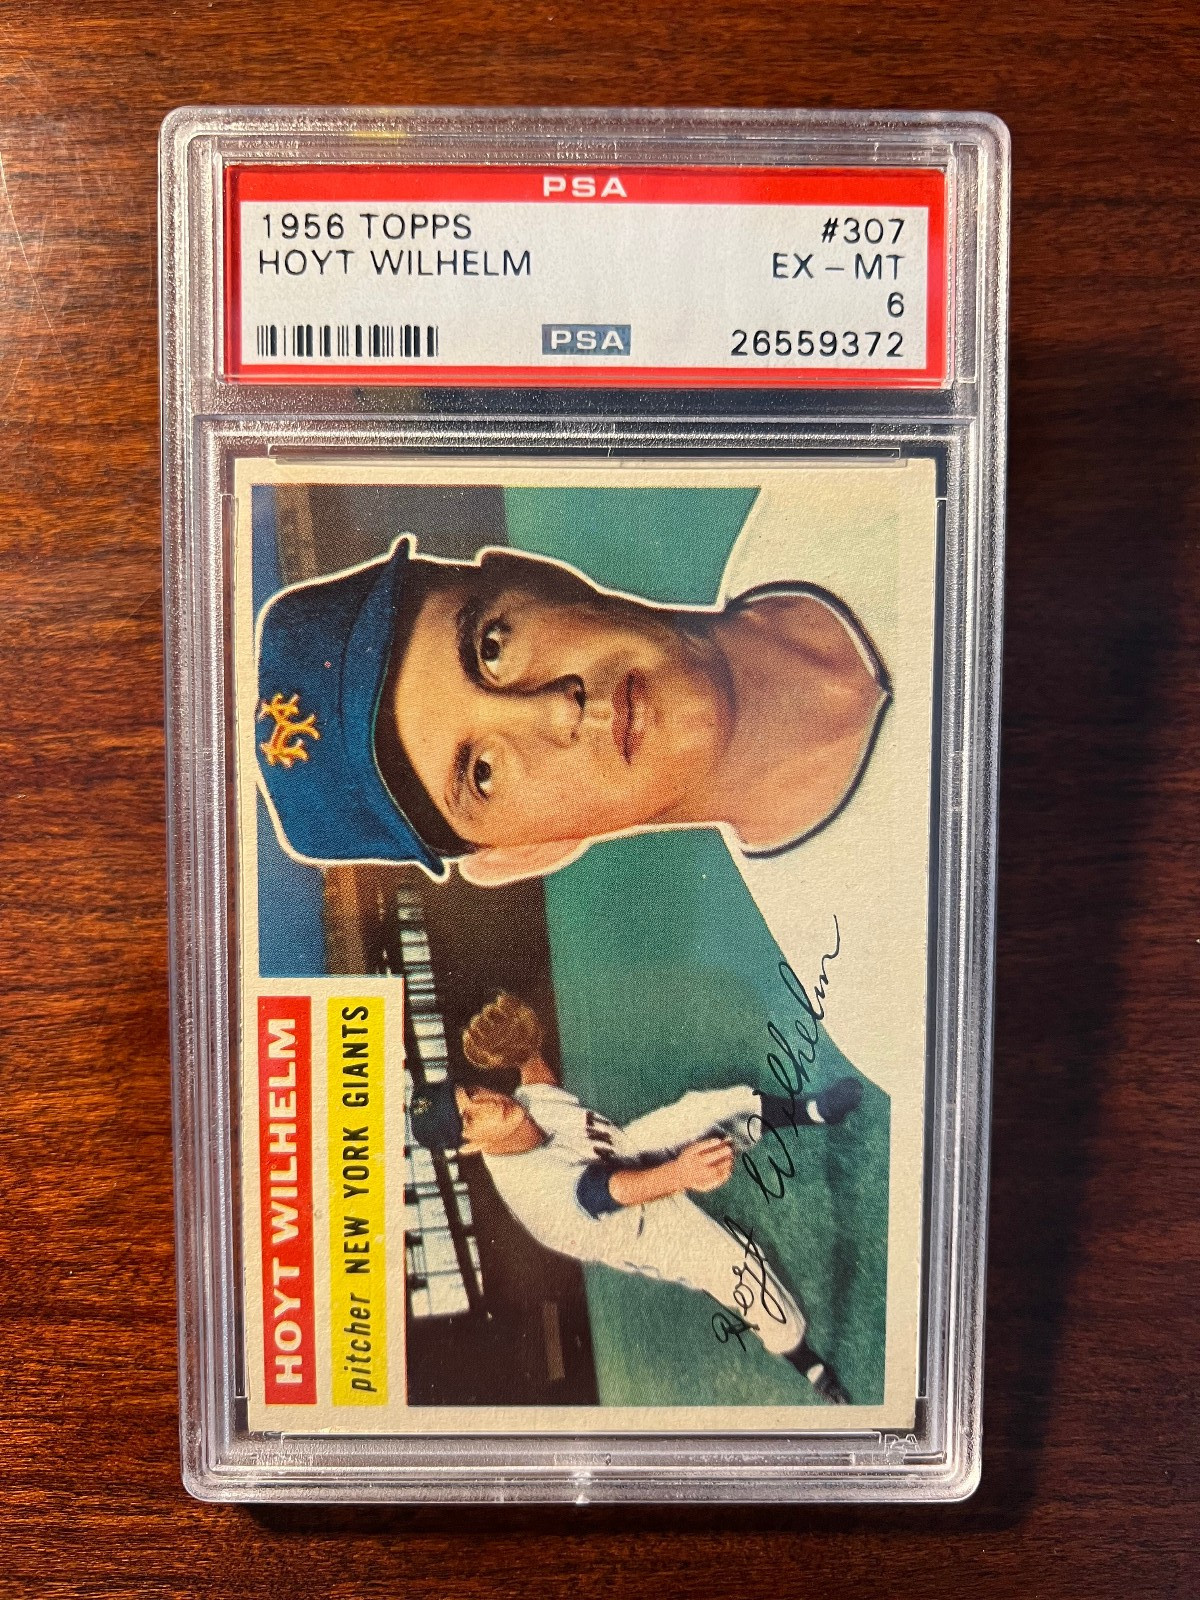 PSA
1956 TOPPS #307
HOYT WILHELM EX - MT
6
PSA 26559372
HOYT WILHELM
pitcher NEW YORK GIANTS
NY
Hoyt Wilhelm